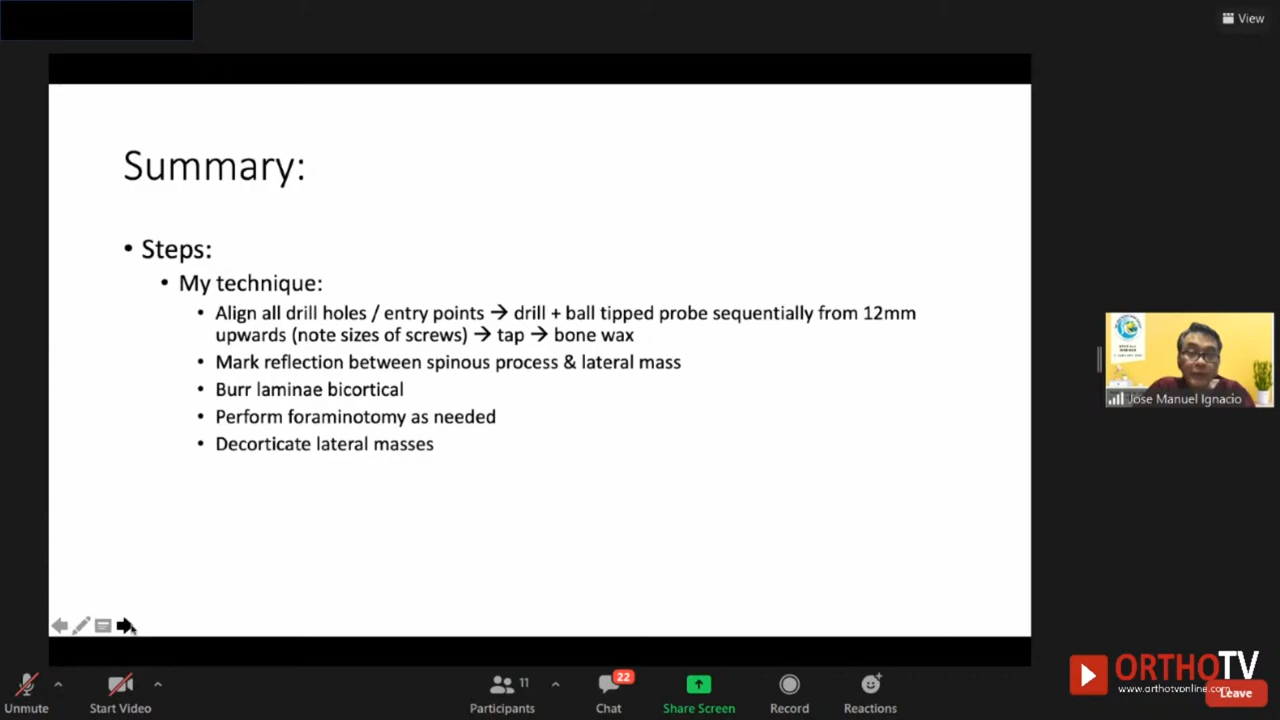 View
Summary:
• Steps:
• My technique:
• Align all drill holes / entry points → drill + ball tipped probe sequentially from 12mm
upwards (note sizes of screws) → tap → bone wax
• Mark reflection between spinous process & lateral mass
• Burr laminae bicortical
• Perform foraminotomy as needed
• Decorticate lateral masses
Jose Manuel Ignacio
ORTHOTV
www.orthotvonline.com
Unmute
Start Video
11
Participants
22
Chat
Share Screen
Record
Reactions
Leave